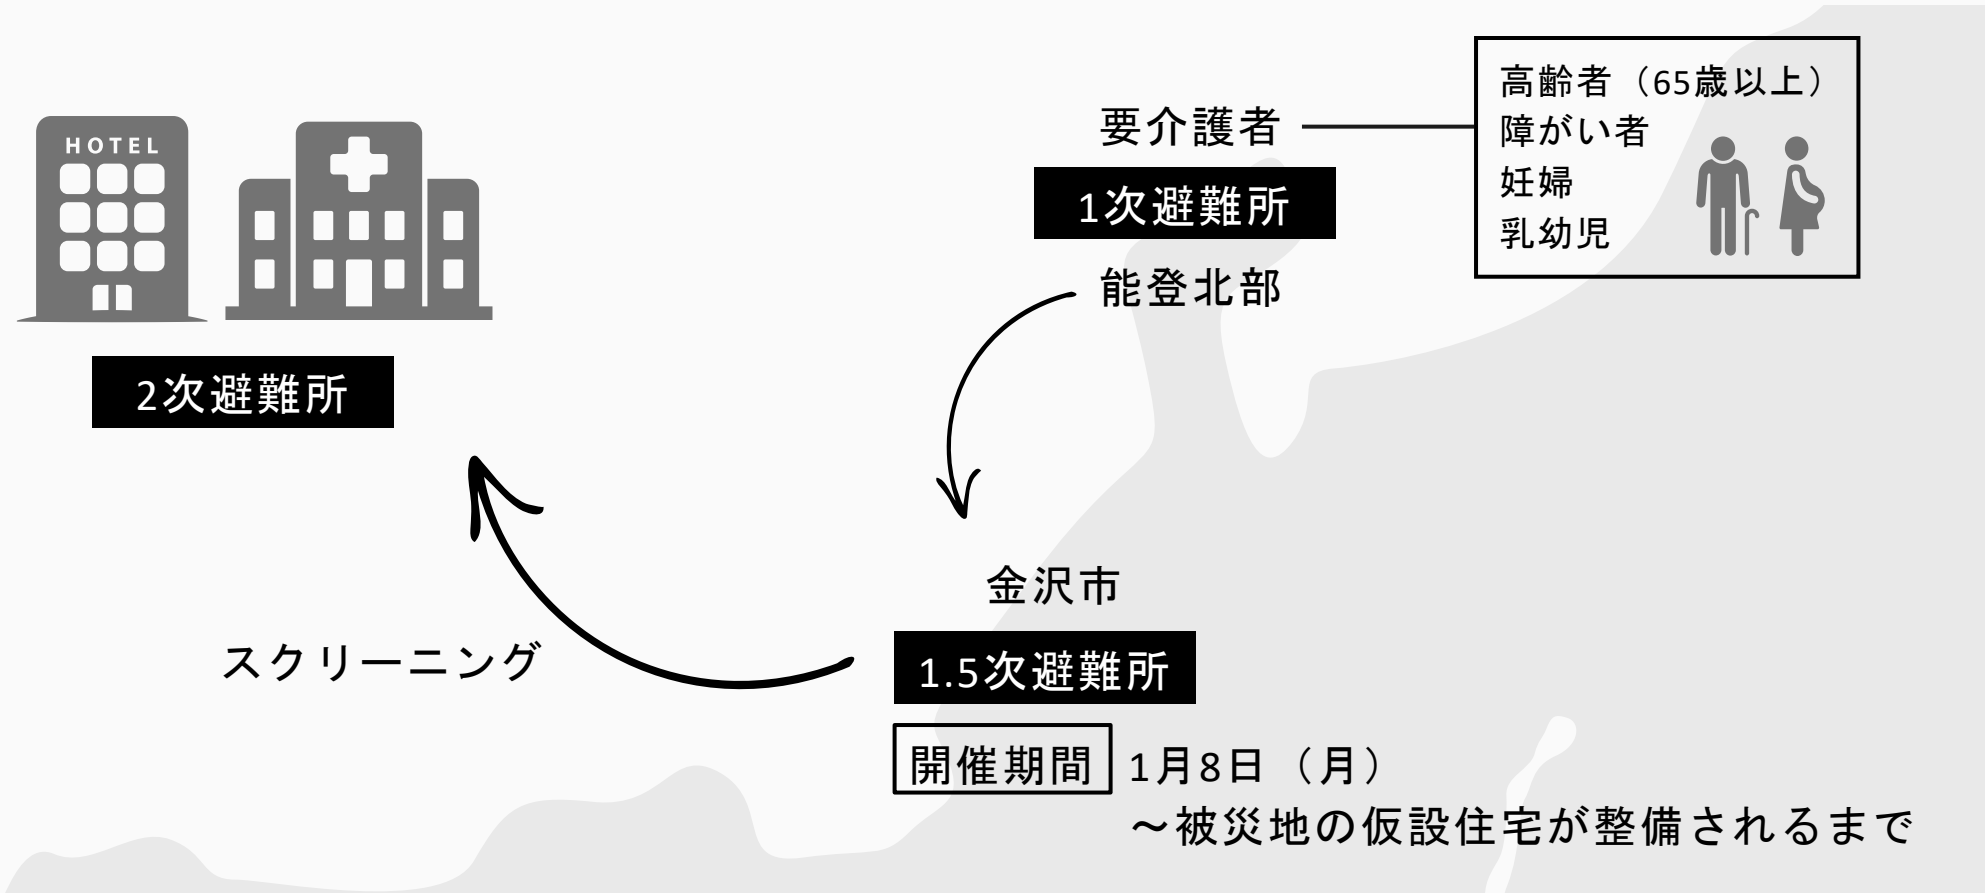 HOTEL
2次避難所
要介護者
1次避難所
能登北部
高齢者（65歳以上）
障がい者
妊婦
乳幼児
スクリーニング
金沢市
1.5次避難所
開催期間 1月8日（月）
～被災地の仮設住宅が整備されるまで